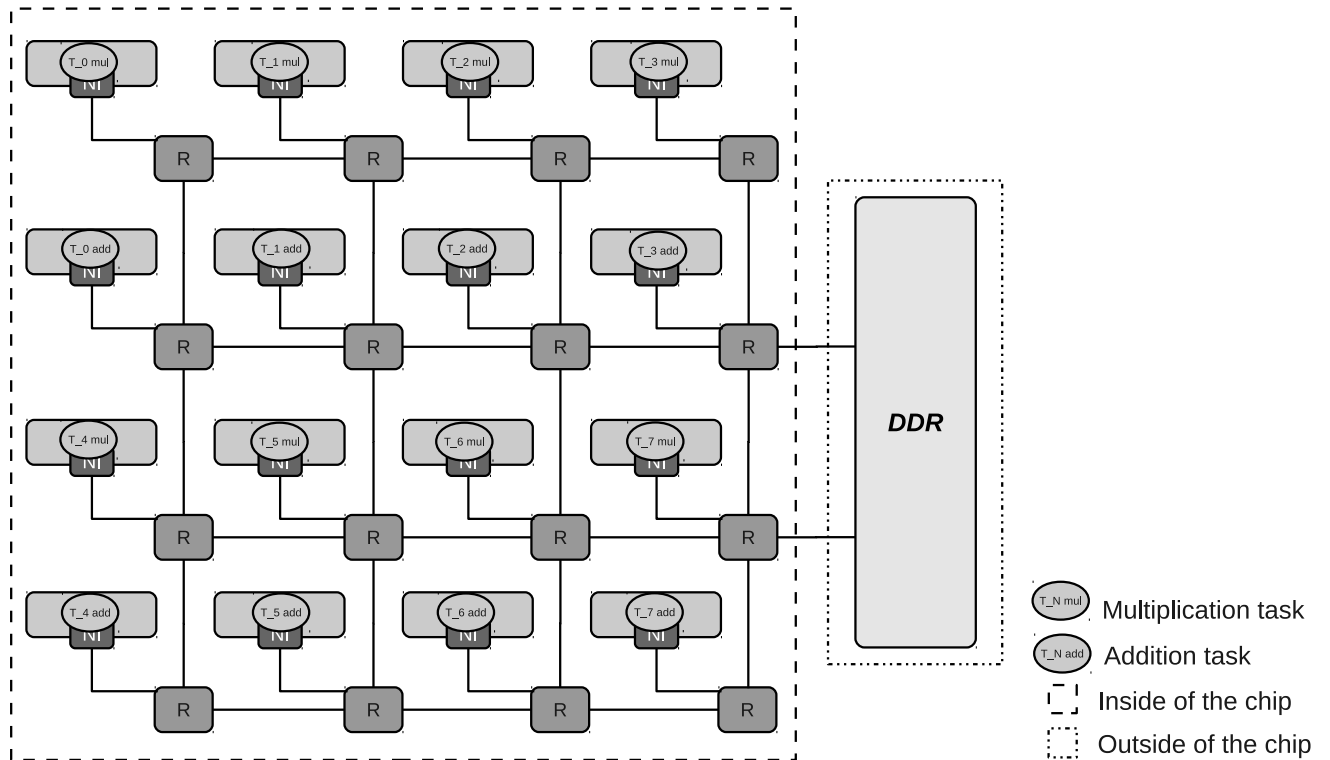 T_0 mul T_1 mul T_2 mul T_3 mul
NI NI NI NI
R R R R
T_0 add T_1 add T_2 add T_3 add
NI NI NI NI
R R R R
T_4 mul T_5 mul T_6 mul T_7 mul
NI NI NI NI
R R R R
T_4 add T_5 add T_6 add T_7 add
NI NI NI NI
R R R R
DDR
T_N mul Multiplication task
T_N add Addition task
Inside of the chip
Outside of the chip